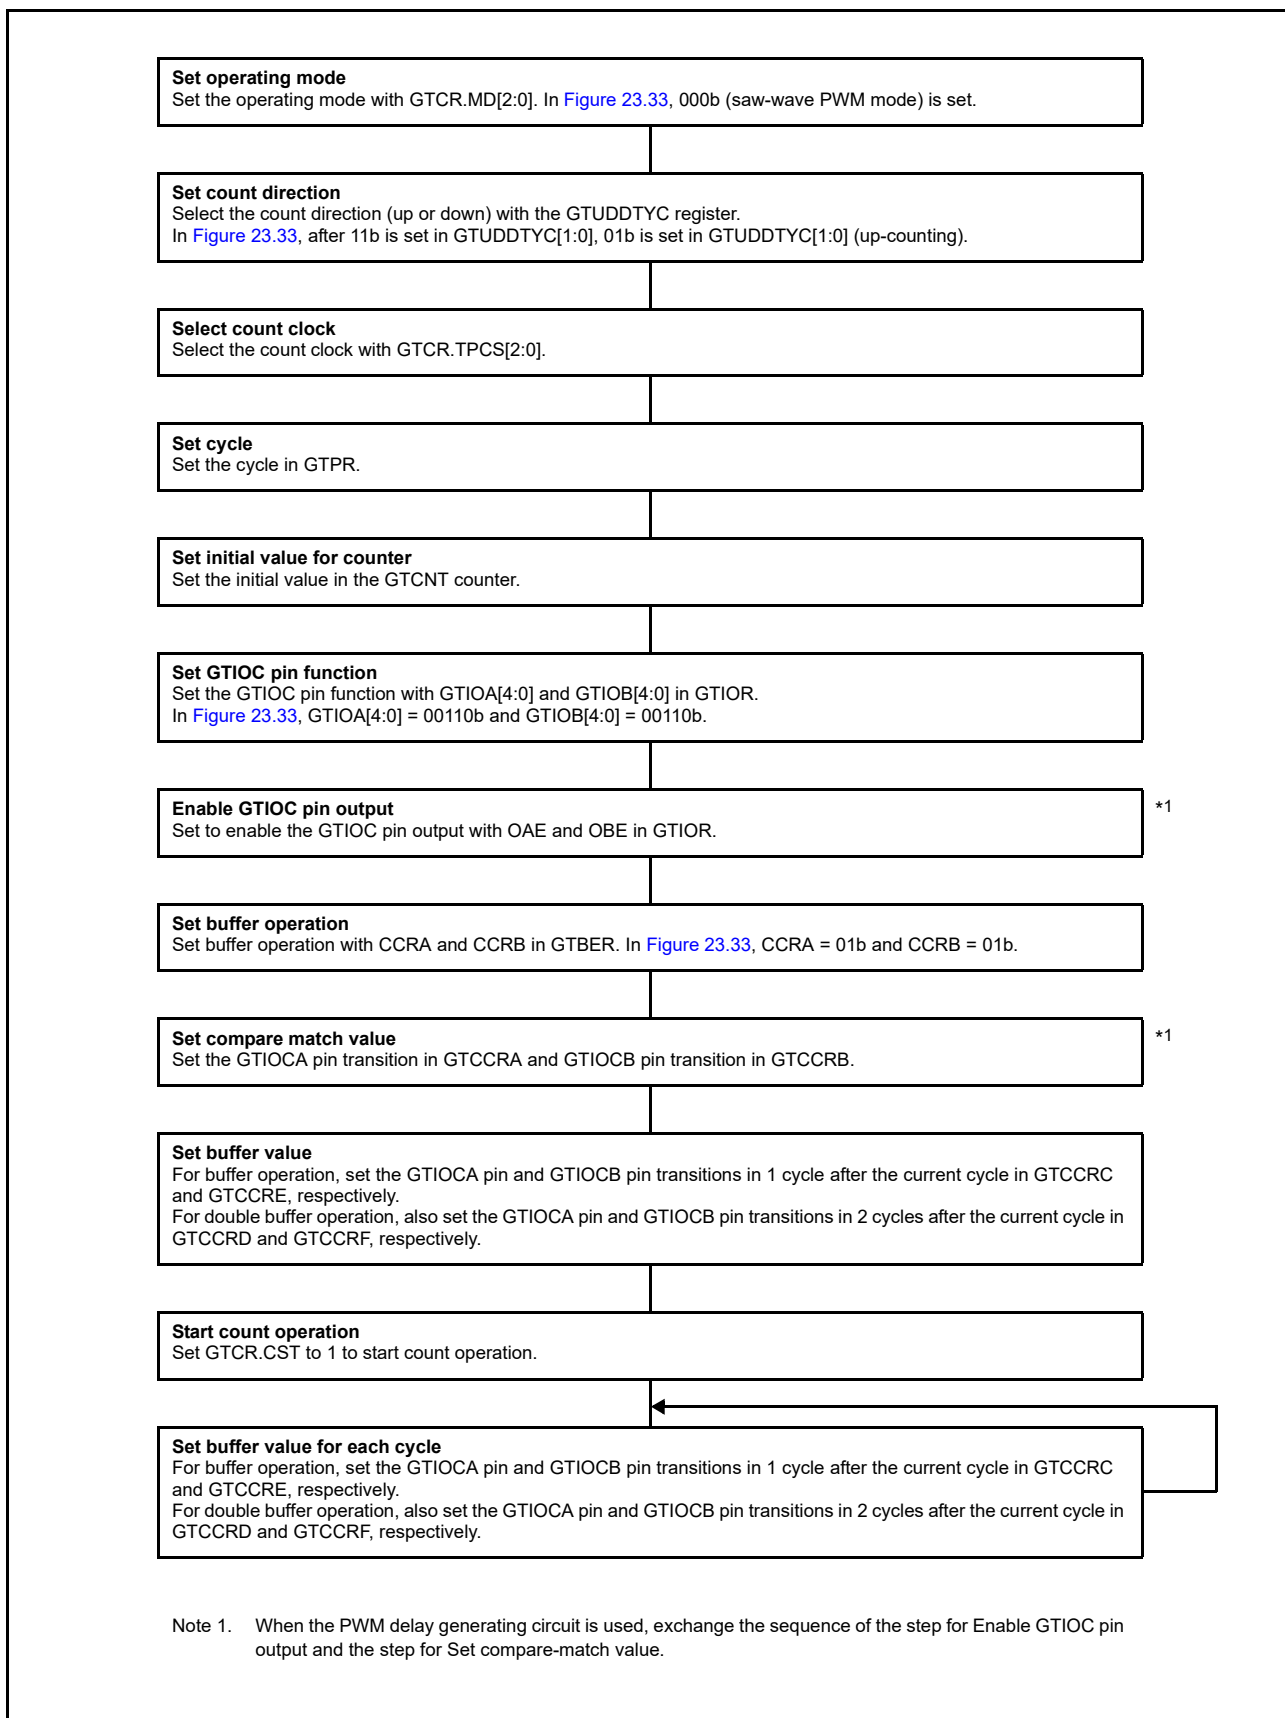 Set operating mode
Set the operating mode with GTCR.MD[2:0]. In Figure 23.33, 000b (saw-wave PWM mode) is set.
Set count direction
Select the count direction (up or down) with the GTUDDTYC register.
In Figure 23.33, after 11b is set in GTUDDTYC[1:0], 01b is set in GTUDDTYC[1:0] (up-counting).
Select count clock
Select the count clock with GTCR.TPCS[2:0].
Set cycle
Set the cycle in GTPR.
Set initial value for counter
Set the initial value in the GTCNT counter.
Set GTIOC pin function
Set the GTIOC pin function with GTIOA[4:0] and GTIOB[4:0] in GTIOR.
In Figure 23.33, GTIOA[4:0] = 00110b and GTIOB[4:0] = 00110b.
Enable GTIOC pin output
*1
Set to enable the GTIOC pin output with OAE and OBE in GTIOR.
Set buffer operation
Set buffer operation with CCRA and CCRB in GTBER. In Figure 23.33, CCRA = 01b and CCRB = 01b.
Set compare match value
*1
Set the GTIOCA pin transition in GTCCRA and GTIOCB pin transition in GTCCRB.
Set buffer value
For buffer operation, set the GTIOCA pin and GTIOCB pin transitions in 1 cycle after the current cycle in GTCCRC
and GTCCRE, respectively.
For double buffer operation, also set the GTIOCA pin and GTIOCB pin transitions in 2 cycles after the current cycle in
GTCCRD and GTCCRF, respectively.
Start count operation
Set GTCR.CST to 1 to start count operation.
Set buffer value for each cycle
For buffer operation, set the GTIOCA pin and GTIOCB pin transitions in 1 cycle after the current cycle in GTCCRC
and GTCCRE, respectively.
For double buffer operation, also set the GTIOCA pin and GTIOCB pin transitions in 2 cycles after the current cycle in
GTCCRD and GTCCRF, respectively.
Note 1. When the PWM delay generating circuit is used, exchange the sequence of the step for Enable GTIOC pin
output and the step for Set compare-match value.